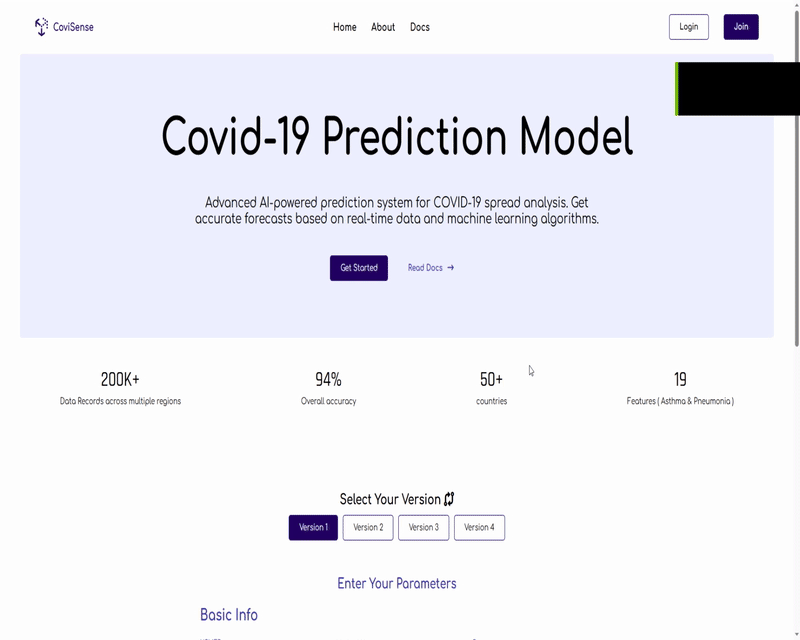 CoviSense
Home About Docs
Login Join
Covid-19 Prediction Model
Advanced AI-powered prediction system for COVID-19 spread analysis. Get
accurate forecasts based on real-time data and machine learning algorithms.
Get Started Read Docs →
200K+
Data Records across multiple regions
94%
Overall accuracy
50+
countries
19
Features ( Asthma & Pneumonia )
Select Your Version
Version 1 Version 2 Version 3 Version 4
Enter Your Parameters
Basic Info